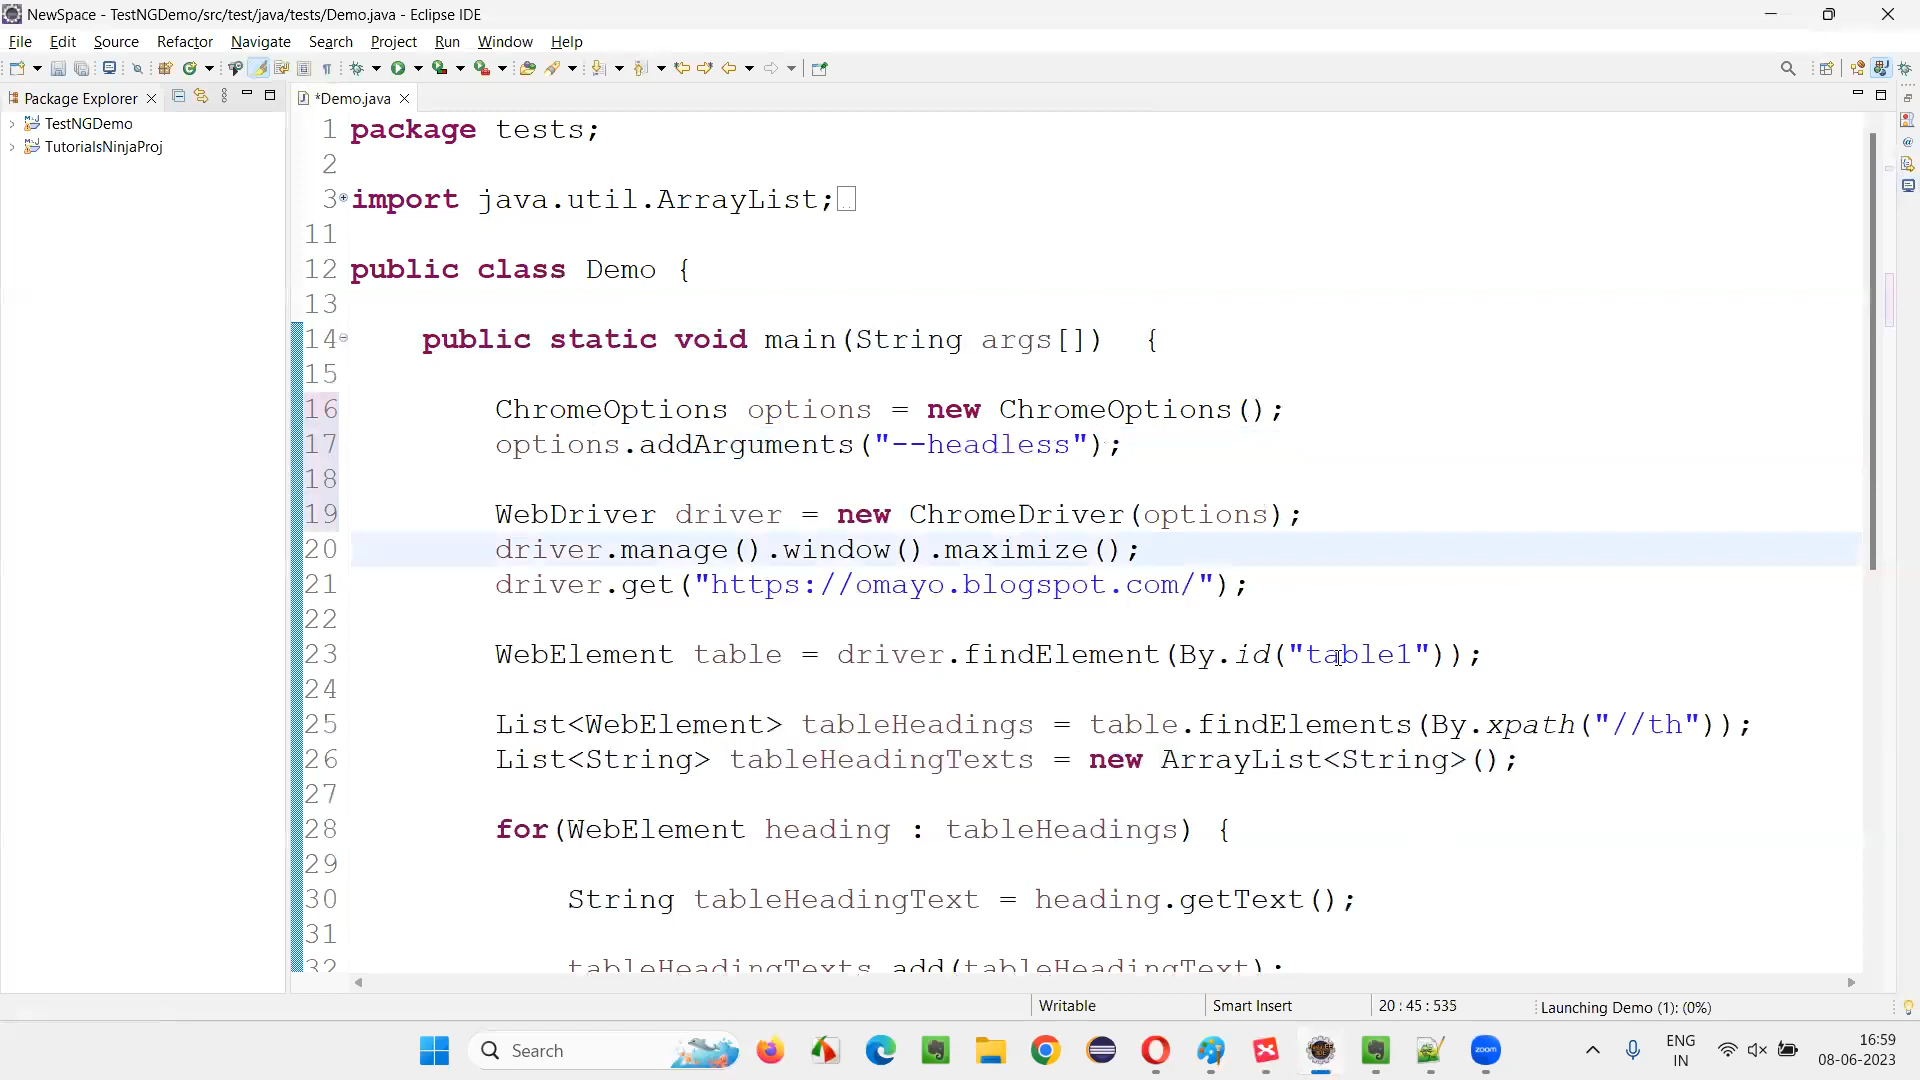 NewSpace - TestNGDemo/src/test/java/tests/Demo.java - Eclipse IDE
File Edit Source Refactor Navigate Search Project Run Window Help
Package Explorer
*Demo.java
TestNGDemo
TutorialsNinjaProj
1 package tests;
2
3 import java.util.ArrayList;
11
12 public class Demo {
13
14 public static void main(String args[]) {
15
16 ChromeOptions options = new ChromeOptions();
17 options.addArguments("--headless");
18
19 WebDriver driver = new ChromeDriver(options);
20 driver.manage().window().maximize();
21 driver.get("https://omayo.blogspot.com/");
22
23 WebElement table = driver.findElement(By.id("table1"));
24
25 List<WebElement> tableHeadings = table.findElements(By.xpath("//th"));
26 List<String> tableHeadingTexts = new ArrayList<String>();
27
28 for(WebElement heading : tableHeadings) {
29
30 String tableHeadingText = heading.getText();
31
32 tableHeadingTexts.add(tableHeadingText);
Writable
Smart Insert
20 : 45 : 535
Launching Demo (1): (0%)
Search
zoom
ENG
IN
16:59
08-06-2023